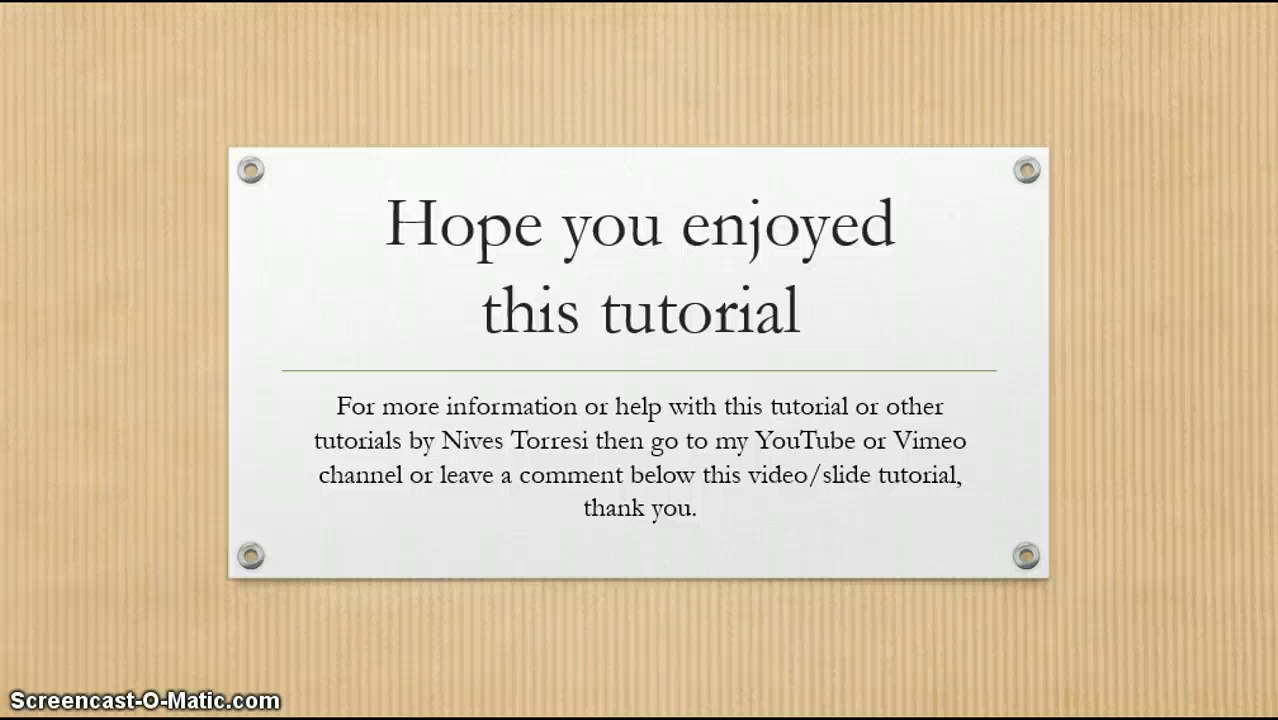 Hope you enjoyed
this tutorial
For more information or help with this tutorial or other
tutorials by Nives Torresi then go to my YouTube or Vimeo
channel or leave a comment below this video/slide tutorial,
thank you.
Screencast-O-Matic.com